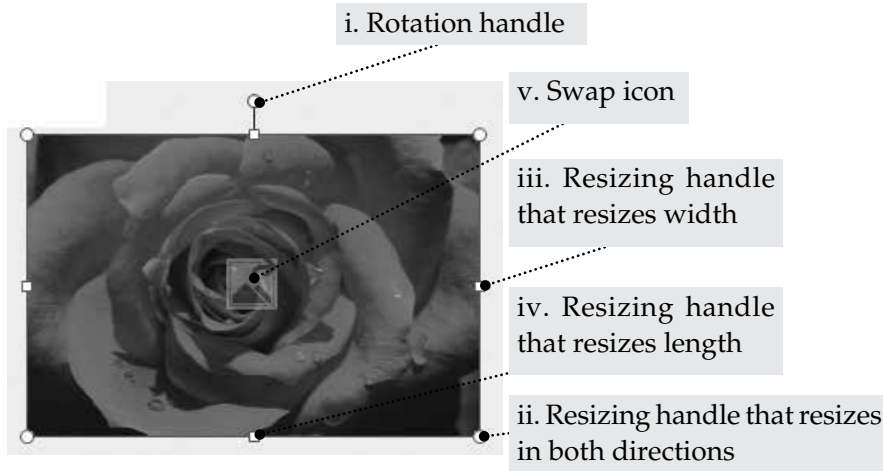 i. Rotation handle
v. Swap icon
iii. Resizing handle
that resizes width
iv. Resizing handle
that resizes length
ii. Resizing handle that resizes
in both directions